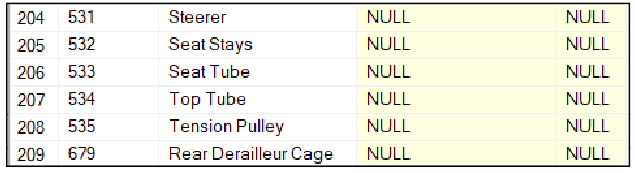 204 531 Steerer NULL NULL
205 532 Seat Stays NULL NULL
206 533 Seat Tube NULL NULL
207 534 Top Tube NULL NULL
208 535 Tension Pulley NULL NULL
209 679 Rear Derailleur Cage NULL NULL